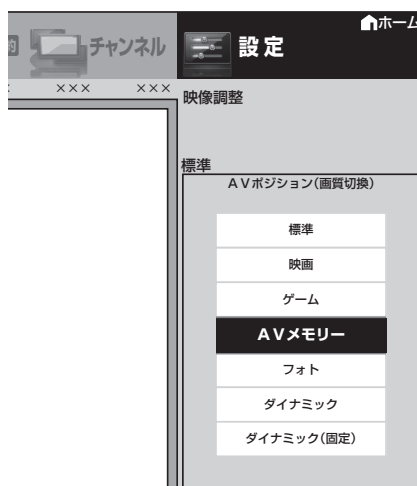 的 チャンネル 設定 ホーム
××× ×××
映像調整
標準
AVポジション(画質切換)
標準
映画
ゲーム
AVメモリー
フォト
ダイナミック
ダイナミック(固定)